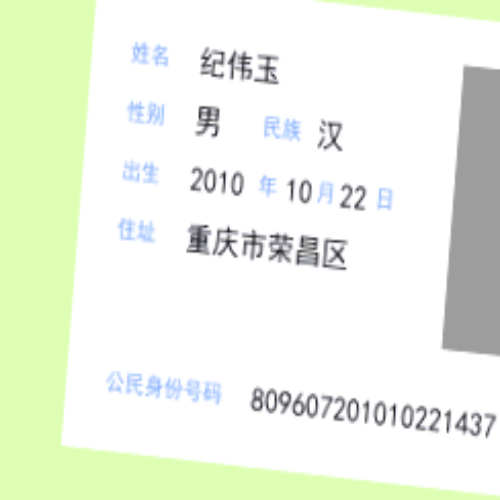 姓名 纪伟玉
性别 男 民族 汉
出生 2010 年 10 月 22 日
住址 重庆市荣昌区
公民身份号码 809607201010221437